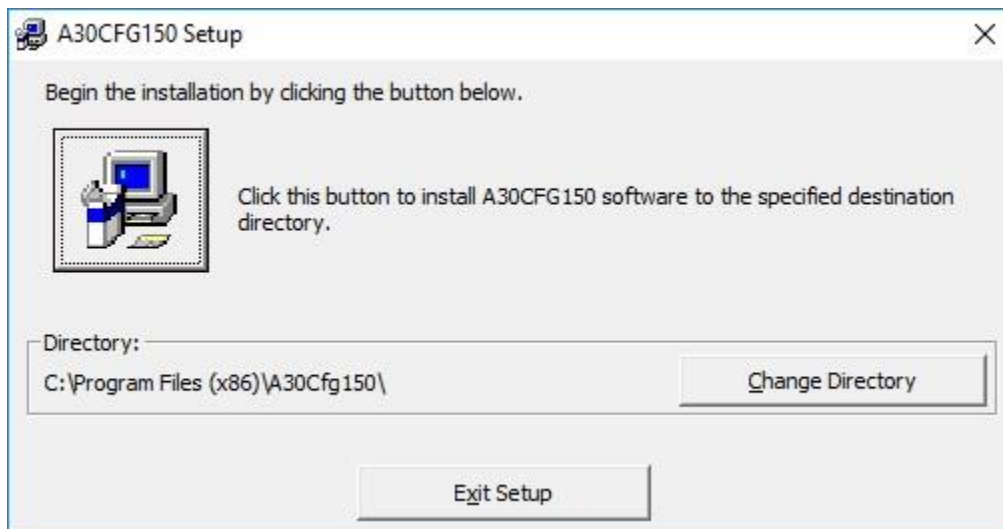 A30CFG150 Setup
Begin the installation by clicking the button below.
Click this button to install A30CFG150 software to the specified destination
directory.
Directory:
C:\Program Files (x86)\A30Cfg150\
Change Directory
Exit Setup